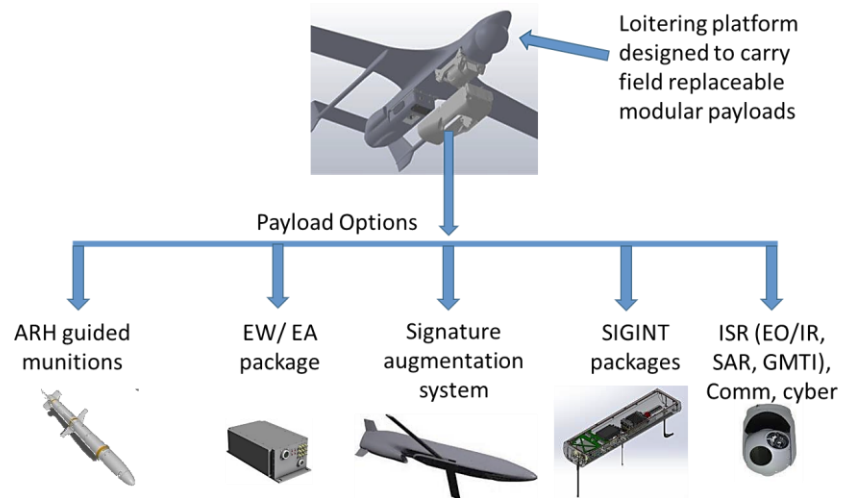 Loitering platform
designed to carry
field replaceable
modular payloads
Payload Options
ARH guided
munitions
EW/ EA
package
Signature
augmentation
system
SIGINT
packages
ISR (EO/IR,
SAR, GMTI),
Comm, cyber